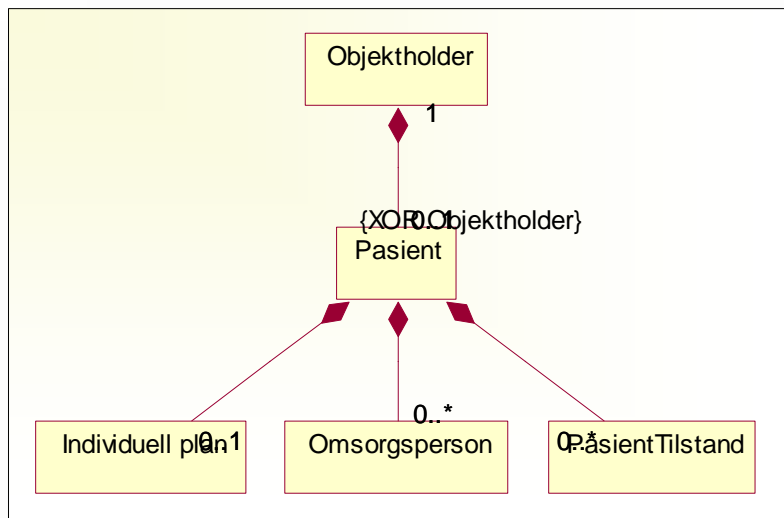 Objektholder
1
0..1
{XOR Objektholder}
Pasient
0..*
Individuell plan
0..1
Omsorgsperson
0..*
PasientTilstand